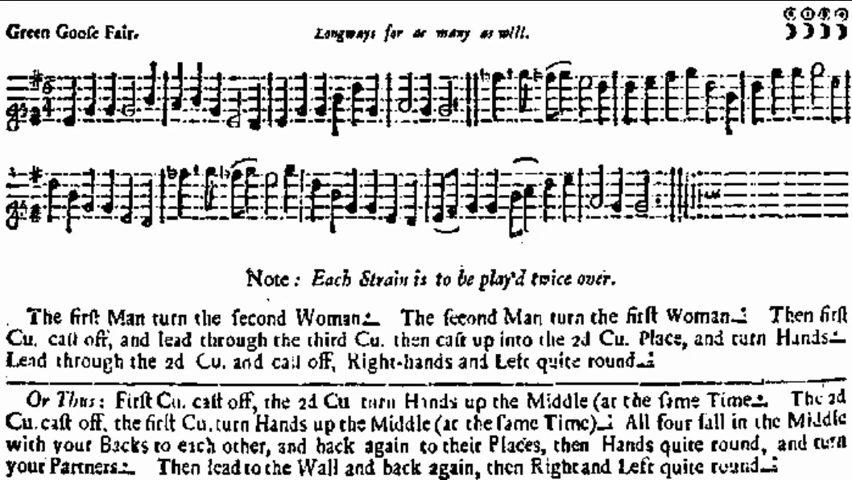 Green Gooſe Fair. Longways for as many as will.
Note: Each Strain is to be play'd twice over.
The firſt Man turn the ſecond Woman. The ſecond Man turn the firſt Woman. Then firſt
Cu. caſt off, and lead through the third Cu. then caſt up into the 2d Cu. Place, and turn Hands.
Lead through the 2d Cu. and caſt off, Right-hands and Left quite round.
Or Thus: Firſt Cu. caſt off, the 2d Cu turn Hands up the Middle (at the ſame Time. The 2d
Cu. caſt off, the firſt Cu. turn Hands up the Middle (at the ſame Time). All four fall in the Middle
with your Backs to each other, and back again to their Places, then Hands quite round, and turn
your Partners. Then lead to the Wall and back again, then Right and Left quite round.